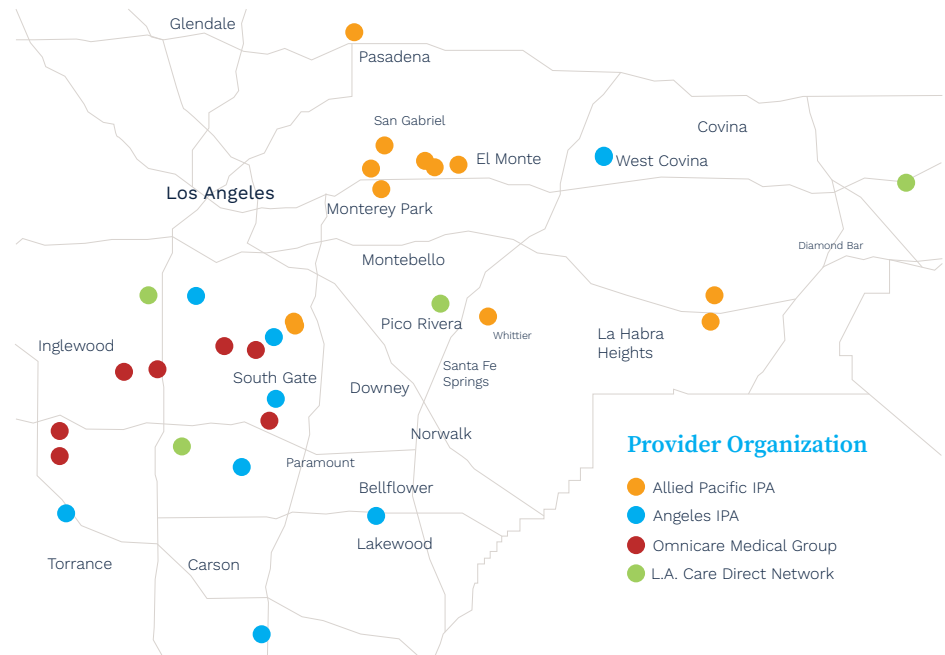 Glendale
Pasadena
San Gabriel
Covina
El Monte
West Covina
Los Angeles
Monterey Park
Diamond Bar
Montebello
Pico Rivera
Whittier
La Habra
Heights
Inglewood
Santa Fe
Springs
South Gate
Downey
Norwalk
Paramount
Bellflower
Lakewood
Torrance
Carson
Provider Organization
Allied Pacific IPA
Angeles IPA
Omnicare Medical Group
L.A. Care Direct Network